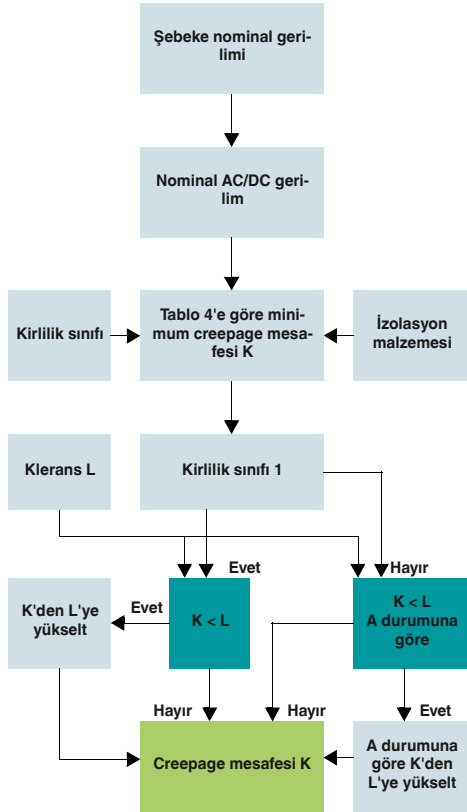 Şebeke nominal geri-
limi
Nominal AC/DC geri-
lim
Kirlilik sınıfı
Tablo 4'e göre mini-
mum creepage mesa-
fesi K
İzolasyon
malzemesi
Klerans L
Kirlilik sınıfı 1
Evet
Hayır
K'den L'ye
yükselt
Evet
K < L
K < L
A durumuna
göre
Hayır
Hayır
Evet
Creepage mesafesi K
A durumuna
göre K'den
L'ye yükselt